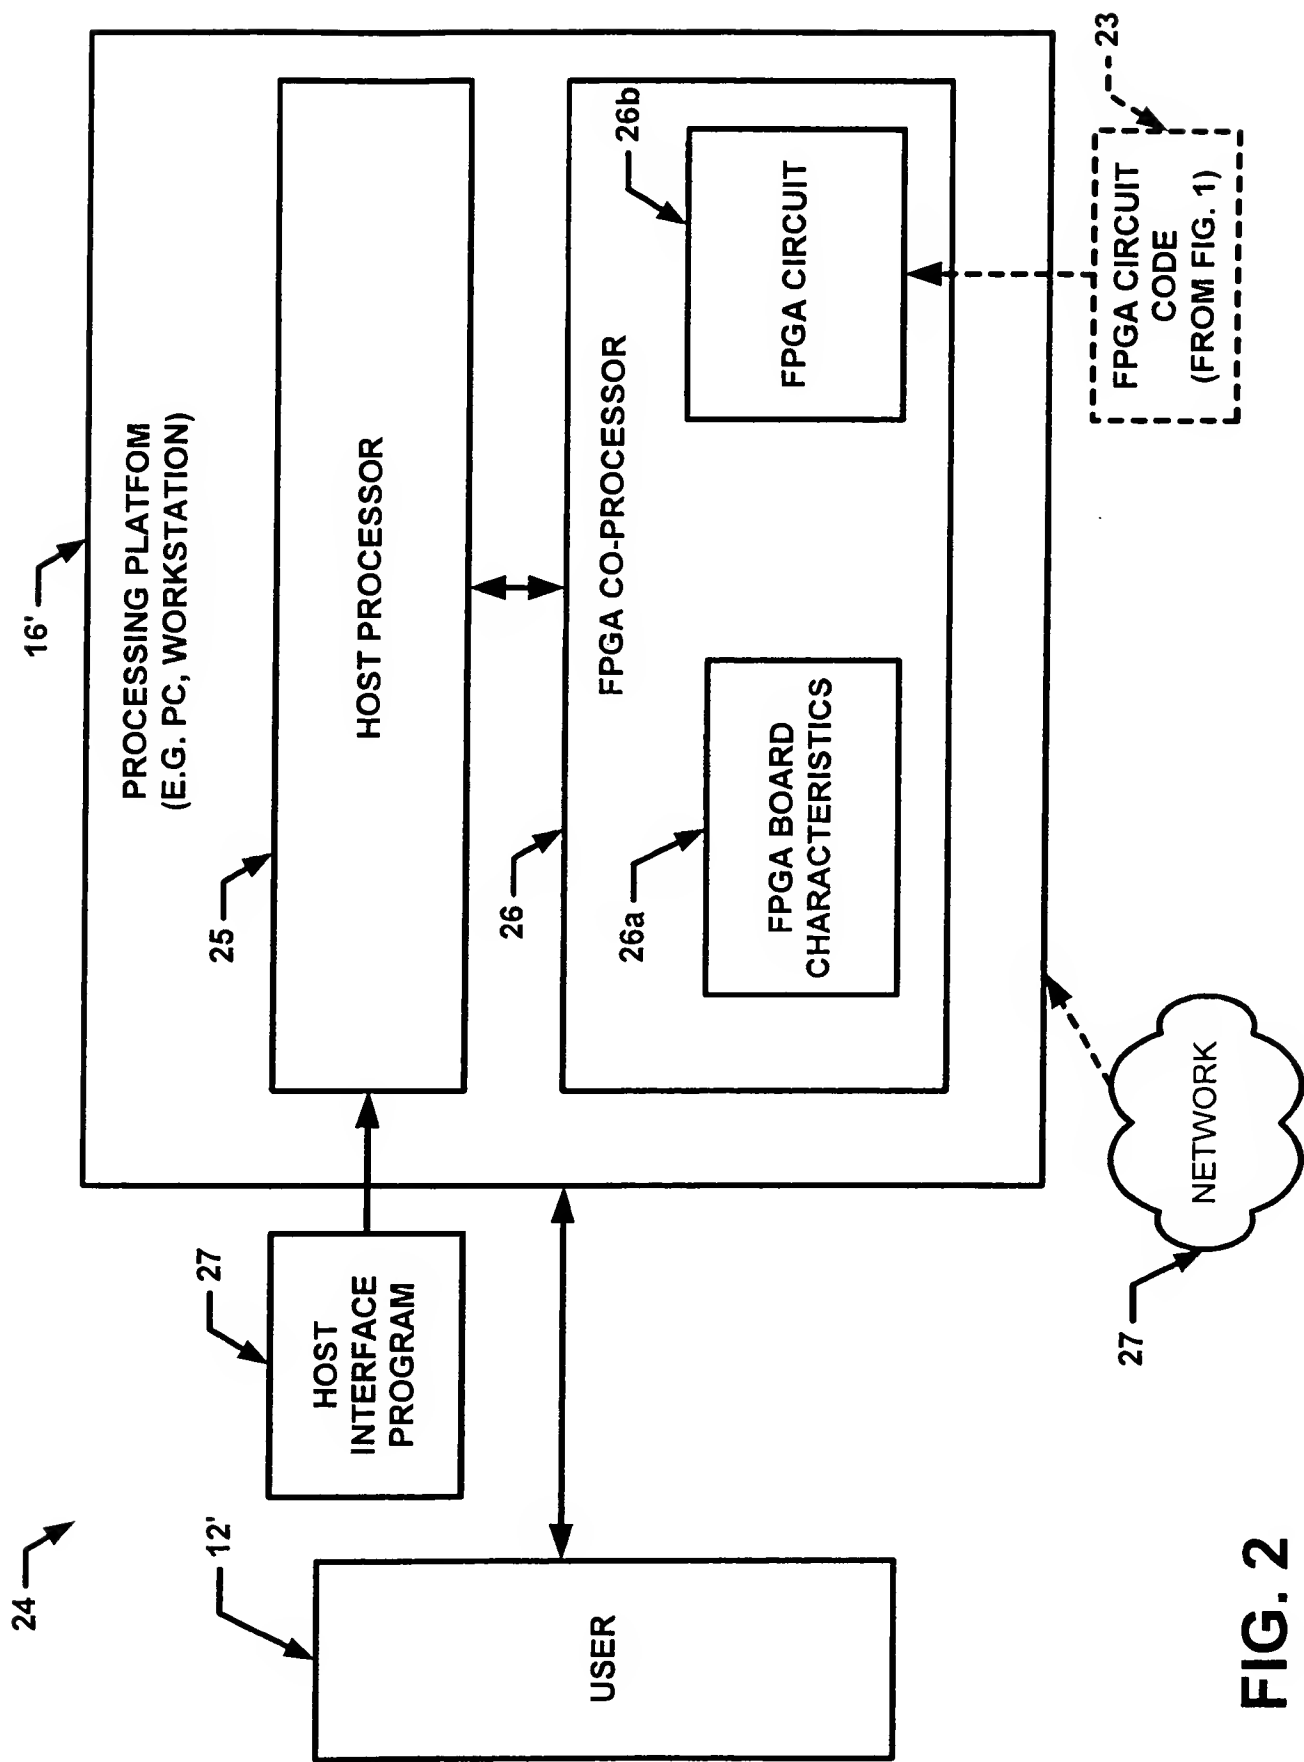 24
16'
PROCESSING PLATFOM
(E.G. PC, WORKSTATION)
12'
27
25
HOST
INTERFACE
PROGRAM
HOST PROCESSOR
USER
26
FPGA CO-PROCESSOR
26a
26b
FPGA BOARD
CHARACTERISTICS
FPGA CIRCUIT
27
NETWORK
23
FPGA CIRCUIT
CODE
(FROM FIG. 1)
FIG. 2